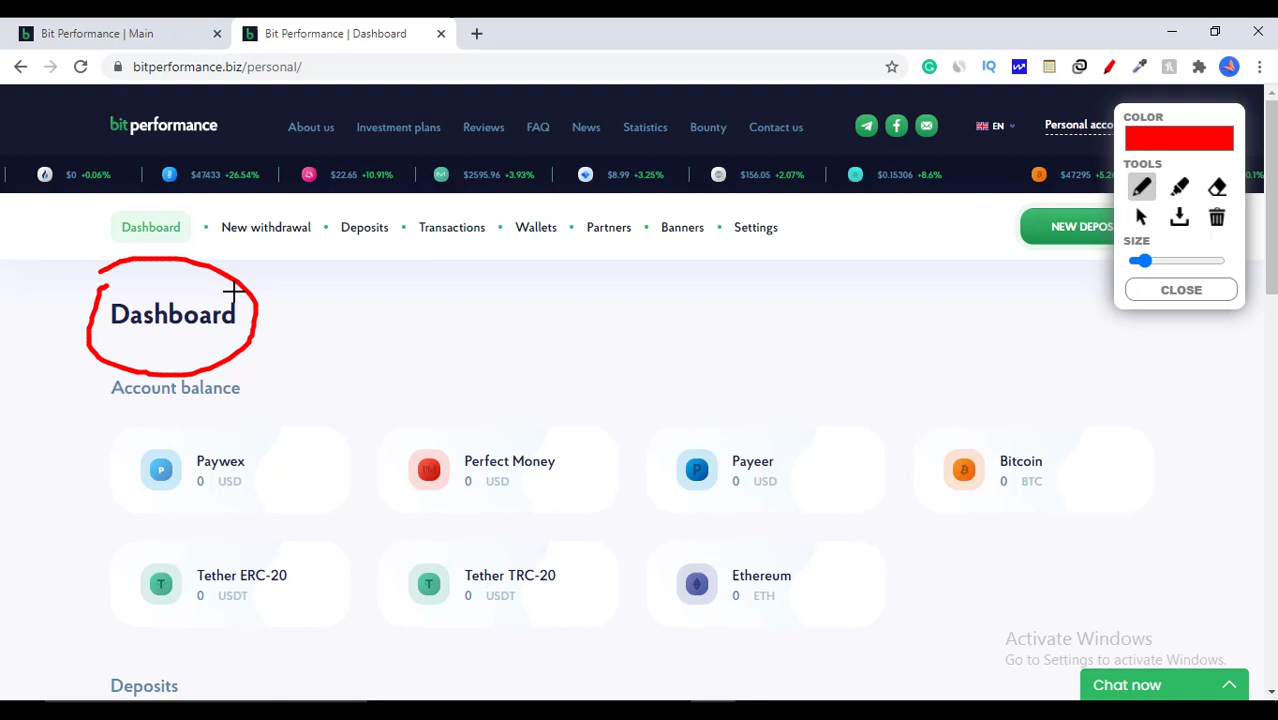 Bit Performance | Main
Bit Performance | Dashboard
bitperformance.biz/personal/
bitperformance
About us
Investment plans
Reviews
FAQ
News
Statistics
Bounty
Contact us
EN
Personal acco
$0 +0.06%
$47433 +26.54%
$22.65 +10.91%
$2595.96 +3.93%
$8.99 +3.25%
$156.05 +2.07%
$0.15306 +8.6%
$47295 +5.2
0.1%
Dashboard
New withdrawal
Deposits
Transactions
Wallets
Partners
Banners
Settings
NEW DEPOS
COLOR
TOOLS
SIZE
CLOSE
Dashboard
Account balance
Paywex
0 USD
Perfect Money
0 USD
Payeer
0 USD
Bitcoin
0 BTC
Tether ERC-20
0 USDT
Tether TRC-20
0 USDT
Ethereum
0 ETH
Activate Windows
Go to Settings to activate Windows.
Deposits
Chat now